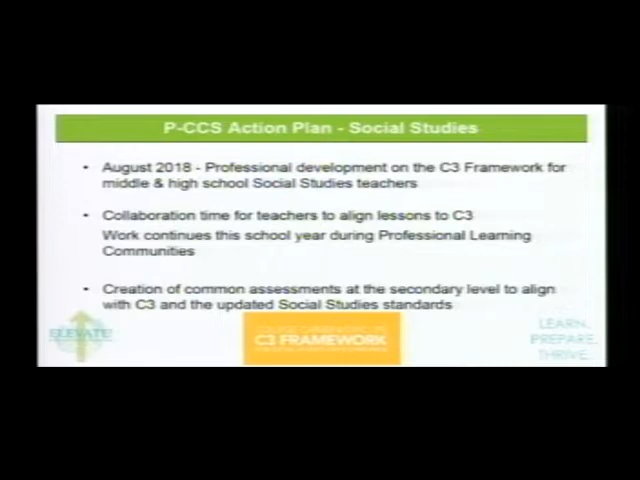 P-CCS Action Plan - Social Studies
• August 2018 - Professional development on the C3 Framework for
middle & high school Social Studies teachers
• Collaboration time for teachers to align lessons to C3
Work continues this school year during Professional Learning
Communities
• Creation of common assessments at the secondary level to align
with C3 and the updated Social Studies standards
ELEVATE
C3 FRAMEWORK
LEARN.
PREPARE.
THRIVE.